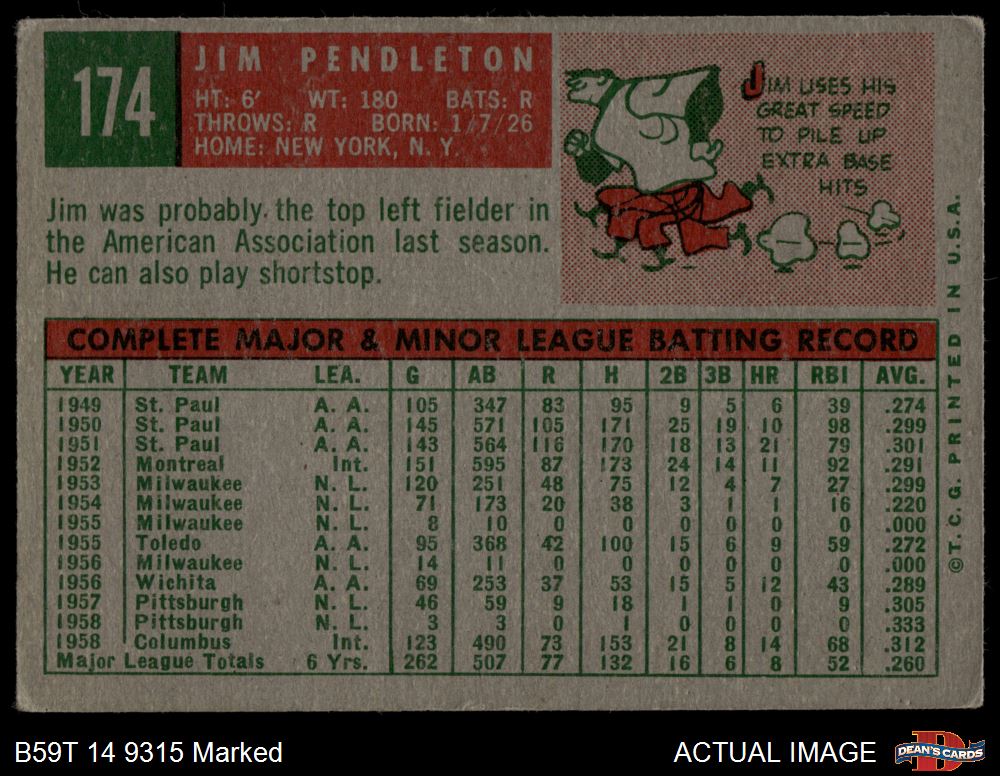 174
JIM PENDLETON
HT: 6' WT: 180 BATS: R
THROWS: R BORN: 1/7/26
HOME: NEW YORK, N. Y.
JIM USES HIS
GREAT SPEED
TO PILE UP
EXTRA BASE
HITS
Jim was probably the top left fielder in
the American Association last season.
He can also play shortstop.
COMPLETE MAJOR & MINOR LEAGUE BATTING RECORD
YEAR TEAM LEA. G AB R H 2B 3B HR RBI AVG.
1949 St. Paul A. A. 105 347 83 95 9 5 6 39 .274
1950 St. Paul A. A. 145 571 105 171 25 19 10 98 .299
1951 St. Paul A. A. 143 564 116 170 18 13 21 79 .301
1952 Montreal Int. 151 595 87 173 24 14 11 92 .291
1953 Milwaukee N. L. 120 251 48 75 12 4 7 27 .299
1954 Milwaukee N. L. 71 173 20 38 3 1 1 16 .220
1955 Milwaukee N. L. 8 10 0 0 0 0 0 0 .000
1955 Toledo A. A. 95 368 42 100 15 6 9 59 .272
1956 Milwaukee N. L. 14 11 0 0 0 0 0 0 .000
1956 Wichita A. A. 69 253 37 53 15 5 12 43 .289
1957 Pittsburgh N. L. 46 59 9 18 1 1 0 9 .305
1958 Pittsburgh N. L. 3 3 0 1 0 0 0 0 .333
1958 Columbus Int. 123 490 73 153 21 8 14 68 .312
Major League Totals 6 Yrs. 262 507 77 132 16 6 8 52 .260
©T. C. G. PRINTED IN U.S.A.
B59T 14 9315 Marked
ACTUAL IMAGE
DEAN'S CARDS